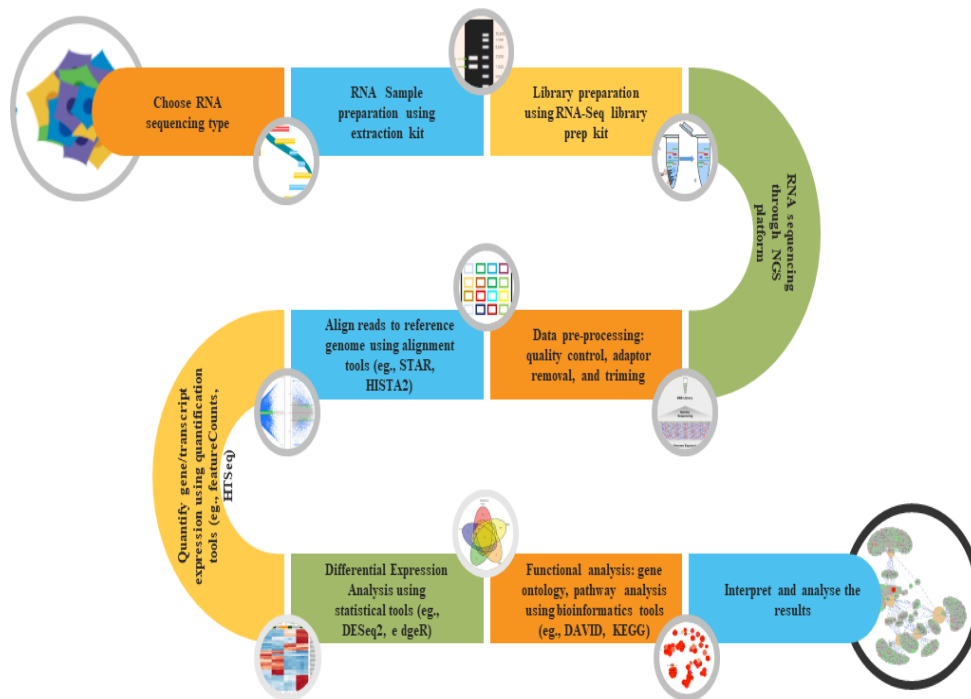 Choose RNA
sequencing type
RNA Sample
preparation using
extraction kit
Library preparation
using RNA-Seq library
prep kit
RNA sequencing
through NGS
platform
Data pre-processing:
quality control, adaptor
removal, and triming
Align reads to reference
genome using alignment
tools (eg., STAR,
HISTA2)
Quantify gene/transcript
expression using quantification
tools (eg., featureCounts,
HTSeq)
Differential Expression
Analysis using
statistical tools (eg.,
DESeq2, e dgeR)
Functional analysis: gene
ontology, pathway analysis
using bioinformatics tools
(eg., DAVID, KEGG)
Interpret and analyse the
results